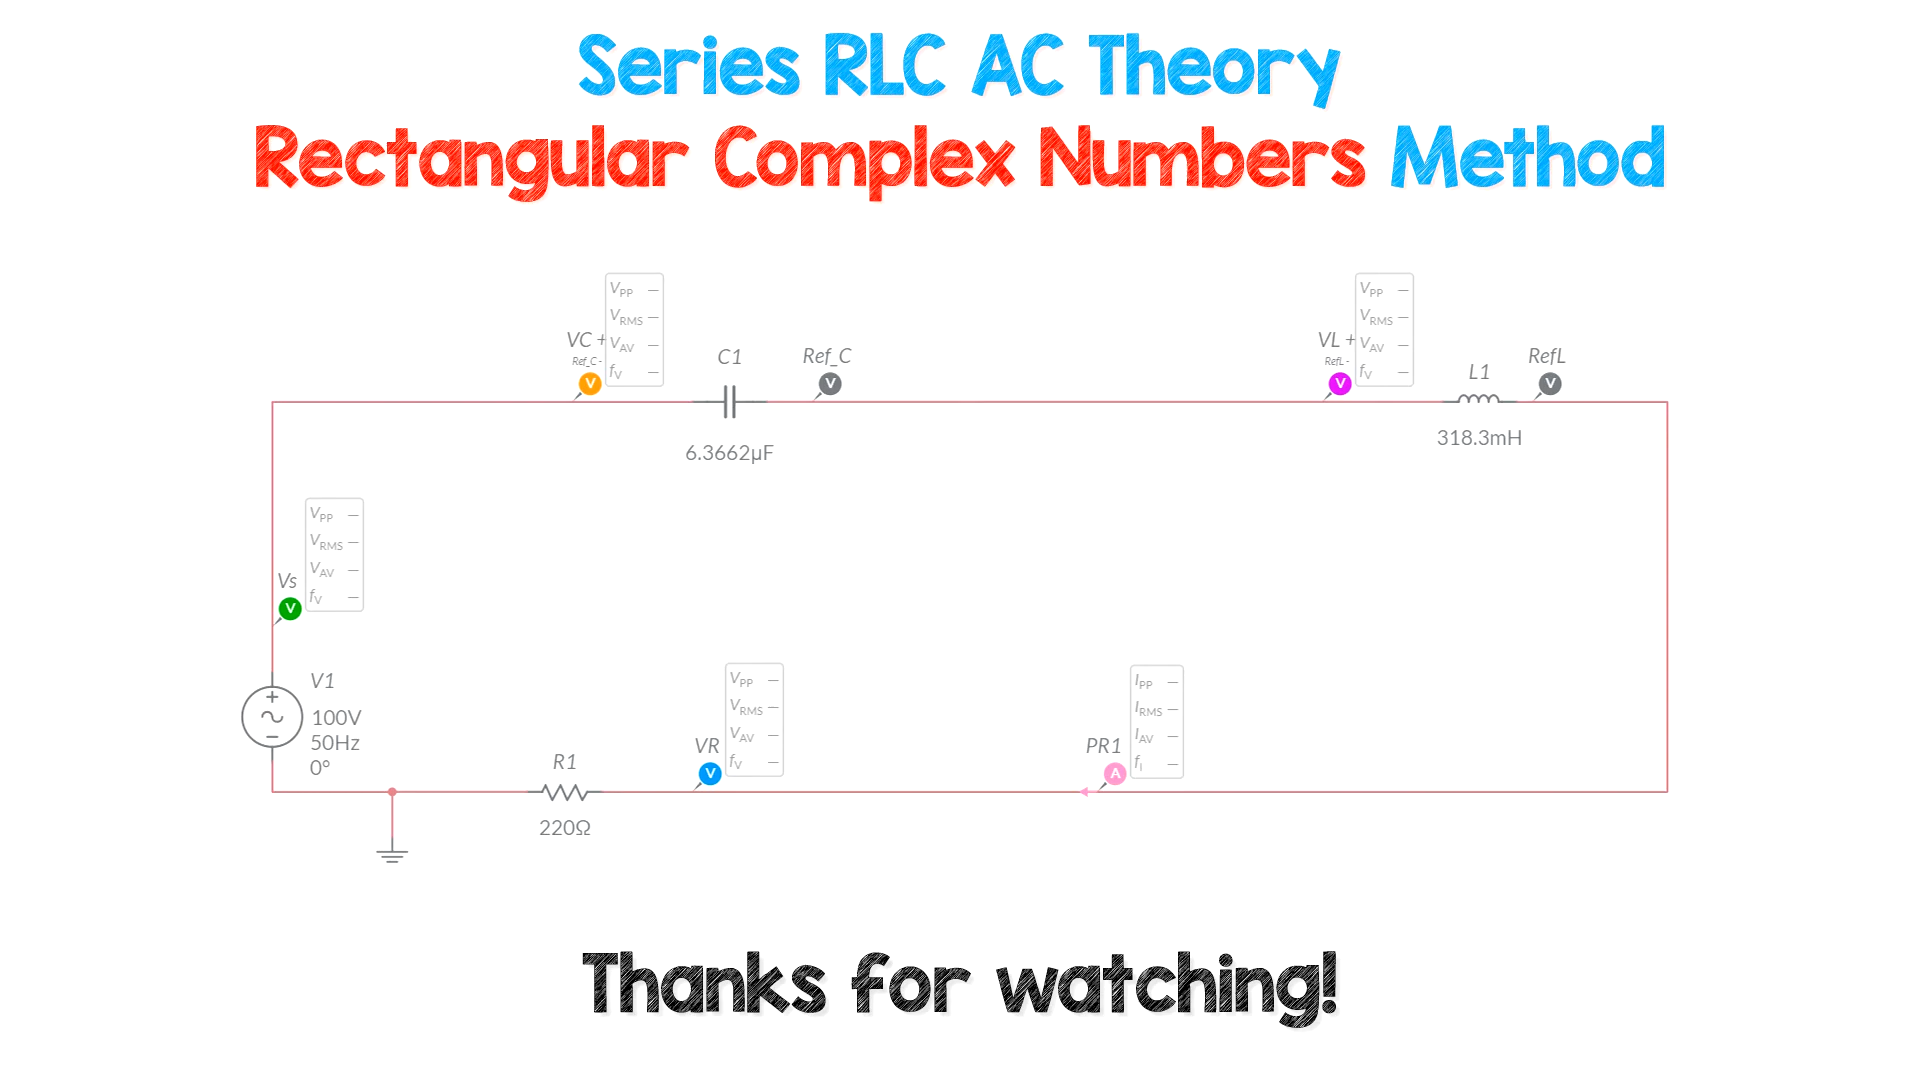 Series RLC AC Theory
Rectangular Complex Numbers Method
VPP –
VRMS –
VAV –
fV –
VC +
Ref_C -
V
C1
6.3662µF
Ref_C
V
VPP –
VRMS –
VAV –
fV –
VL +
RefL -
V
L1
318.3mH
RefL
V
VPP –
VRMS –
VAV –
fV –
Vs
V
V1
100V
50Hz
0°
R1
220Ω
VPP –
VRMS –
VAV –
fV –
VR
V
IPP –
IRMS –
IAV –
fI –
PR1
A
Thanks for watching!